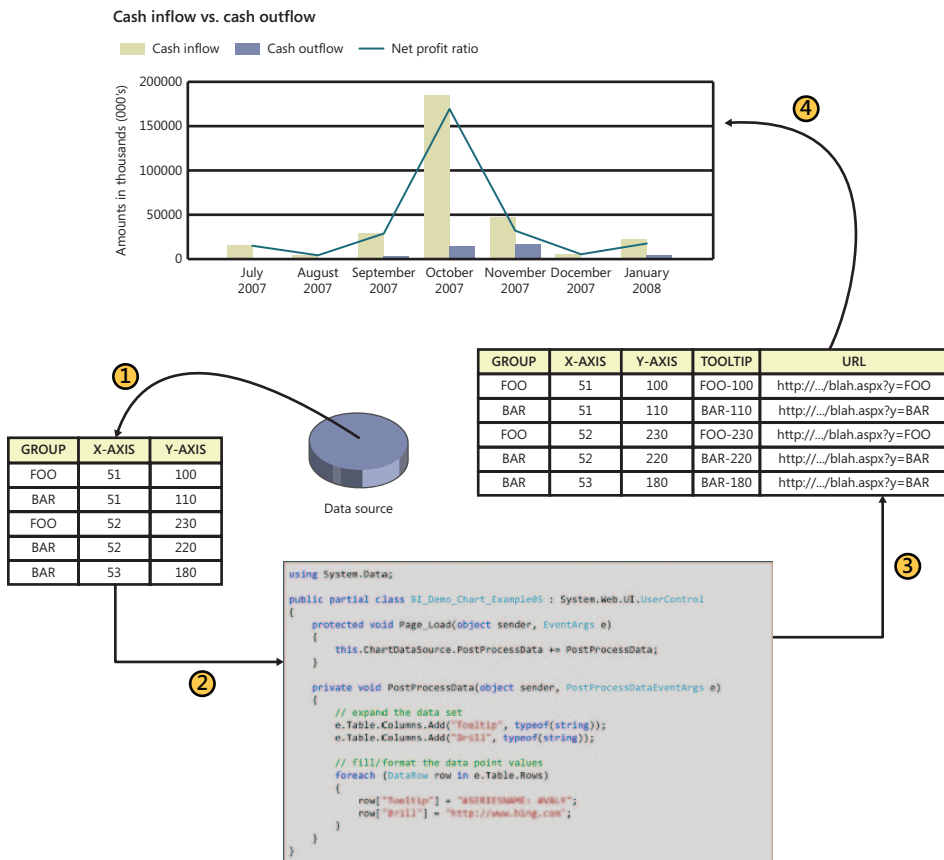 Cash inflow vs. cash outflow
Cash inflow Cash outflow Net profit ratio
Amounts in thousands (000's)
200000
150000
100000
50000
0
July 2007
August 2007
September 2007
October 2007
November 2007
Docember 2007
January 2008
4
1
GROUP X-AXIS Y-AXIS TOOLTIP URL
FOO 51 100 FOO-100 http://.../blah.aspx?y=FOO
BAR 51 110 BAR-110 http://.../blah.aspx?y=BAR
FOO 52 230 FOO-230 http://.../blah.aspx?y=FOO
BAR 52 220 BAR-220 http://.../blah.aspx?y=BAR
BAR 53 180 BAR-180 http://.../blah.aspx?y=BAR
Data source
GROUP X-AXIS Y-AXIS
FOO 51 100
BAR 51 110
FOO 52 230
BAR 52 220
BAR 53 180
3
2
using System.Data;
public partial class BI_Demo_Chart_Example05 : System.Web.UI.UserControl
{
protected void Page_Load(object sender, EventArgs e)
{
this.ChartDataSource.PostProcessData += PostProcessData;
}
private void PostProcessData(object sender, PostProcessDataEventArgs e)
{
// expand the data set
e.Table.Columns.Add("Tooltip", typeof(string));
e.Table.Columns.Add("Drill", typeof(string));
// fill/format the data point values
foreach (DataRow row in e.Table.Rows)
{
row["Tooltip"] = "#SERIESNAME: #VALY";
row["Drill"] = "http://www.bing.com";
}
}
}